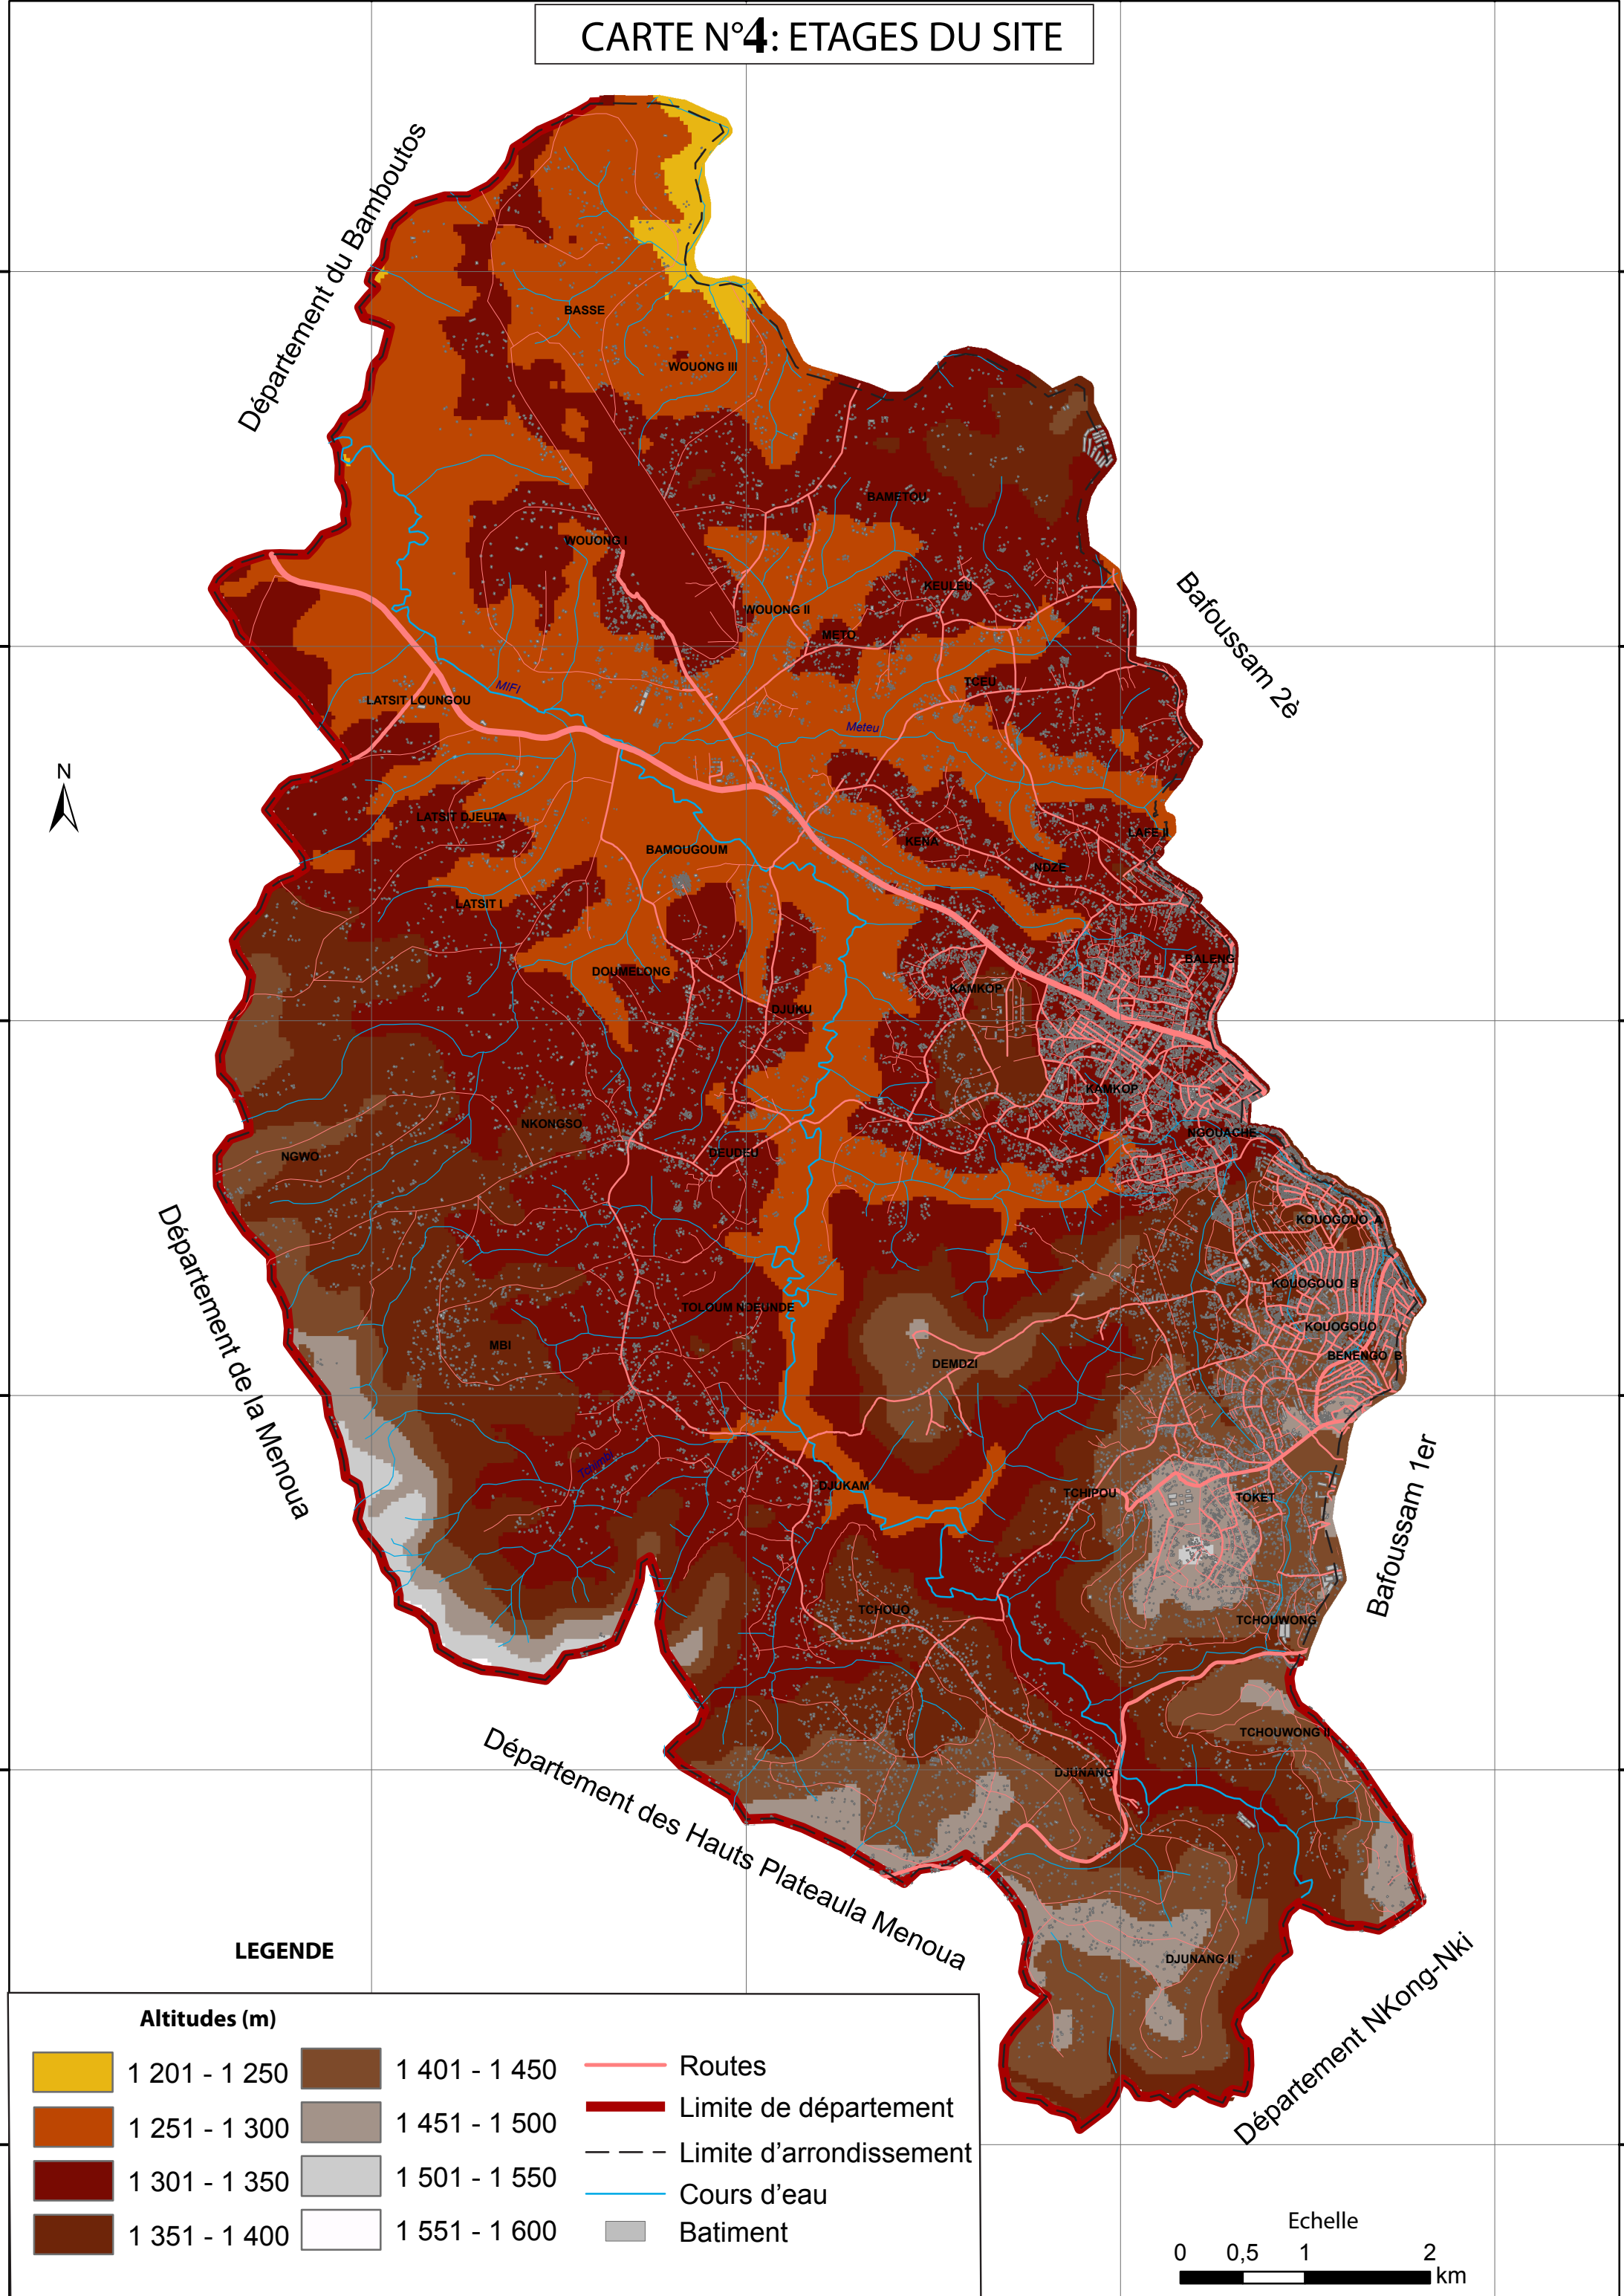 CARTE N°4: ETAGES DU SITE
Département du Bamboutos
BASSE
WOUONG III
BAMETOU
WOUONG I
KEULEU
WOUONG II
METO
Bafoussam 2è
TCEU
MIFI
LATSIT LOUNGOU
Meteu
N
LATSIT DJEUTA
LAFE II
KENA
BAMOUGOUM
NDZE
LATSIT I
BALENG
DOUMELONG
KAMKOP
DJUKU
KAMKOP
NKONGSO
NGOUACHE
DEUDEU
NGWO
KOUOGOUO A
Département de la Menoua
KOUOGOUO B
TOLOUM NDEUNDE
KOUOGOUO
MBI
BENENGO B
DEMDZI
DJUKAM
TCHIPOU
TOKET
Bafoussam 1er
TCHOUO
TCHOUWONG
TCHOUWONG II
DJUNANG
Département des Hauts Plateaula Menoua
DJUNANG II
Département NKong-Nki
LEGENDE
Altitudes (m)
1 201 - 1 250
1 251 - 1 300
1 301 - 1 350
1 351 - 1 400
1 401 - 1 450
1 451 - 1 500
1 501 - 1 550
1 551 - 1 600
Routes
Limite de département
Limite d'arrondissement
Cours d'eau
Batiment
Echelle
0 0,5 1 2
km